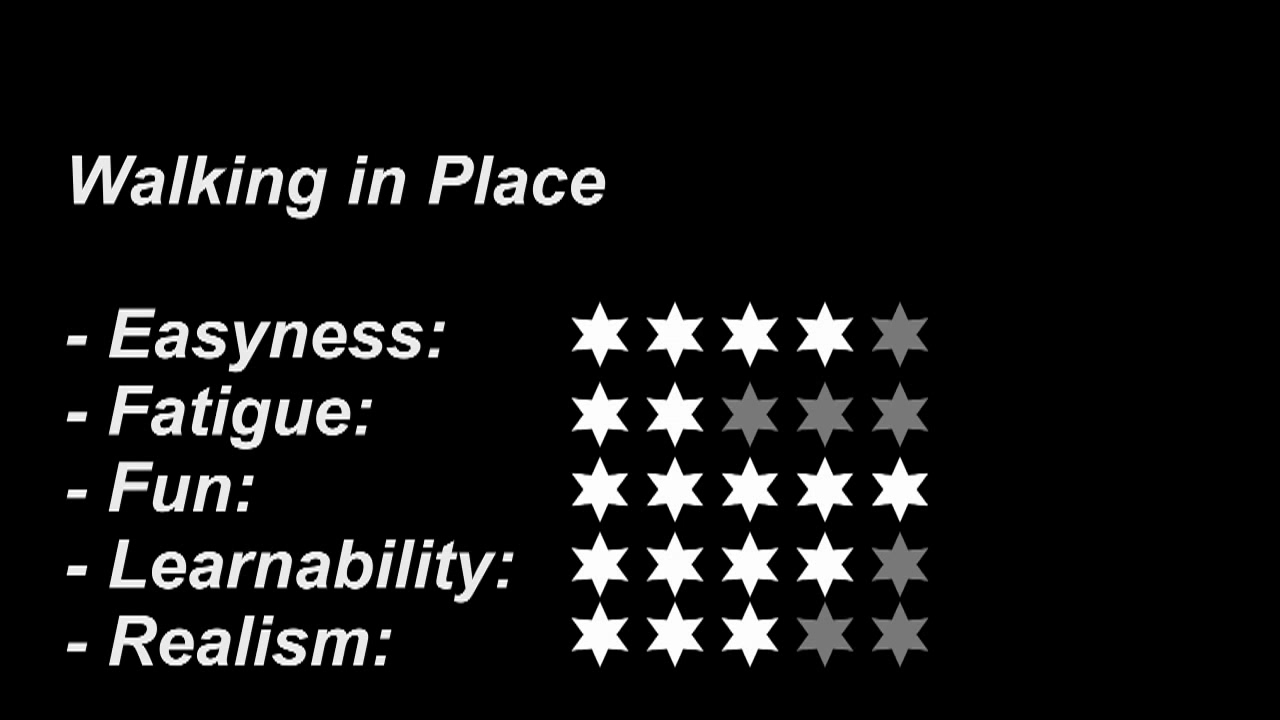 Walking in Place
- Easyness:
- Fatigue:
- Fun:
- Learnability:
- Realism: